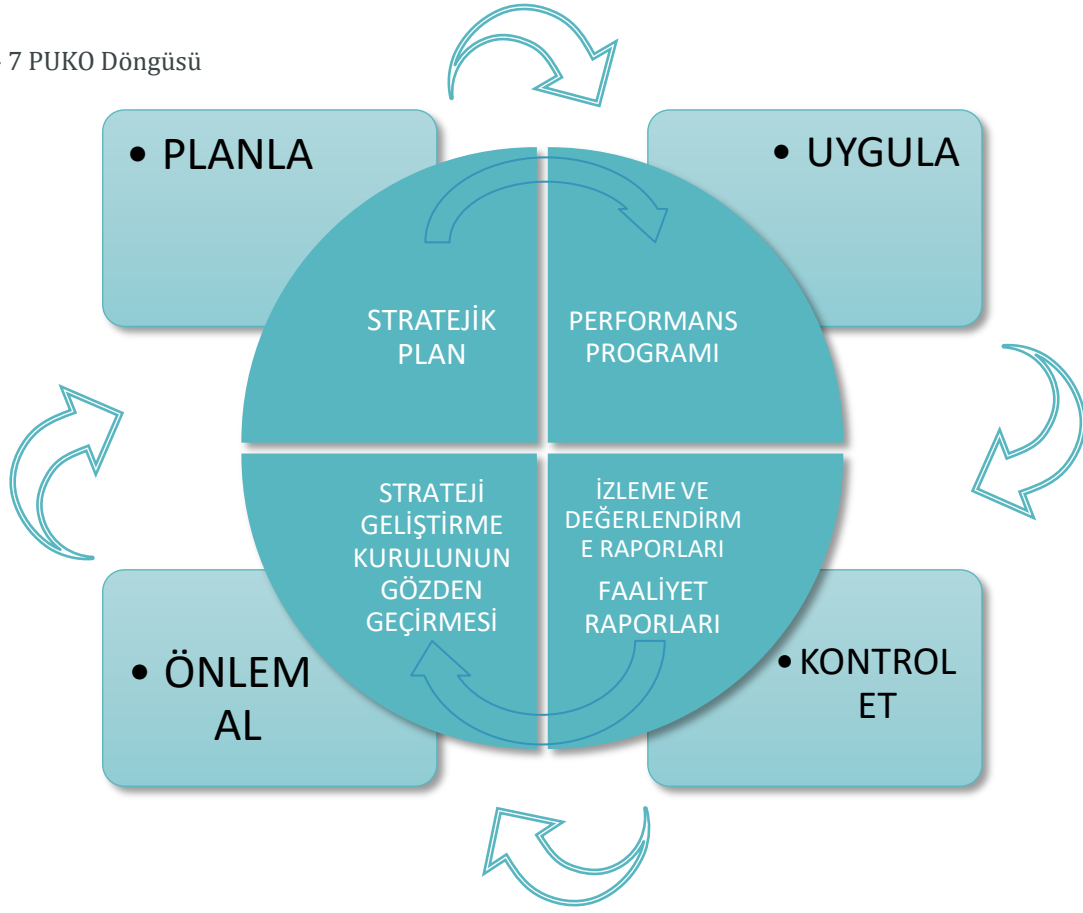 7 PUKO Döngüsü
• PLANLA
• UYGULA
STRATEJİK
PLAN
PERFORMANS
PROGRAMI
STRATEJİ
GELİŞTİRME
KURULUNUN
GÖZDEN
GEÇİRMESİ
İZLEME VE
DEĞERLENDİRM
E RAPORLARI
FAALİYET
RAPORLARI
• ÖNLEM
AL
• KONTROL
ET